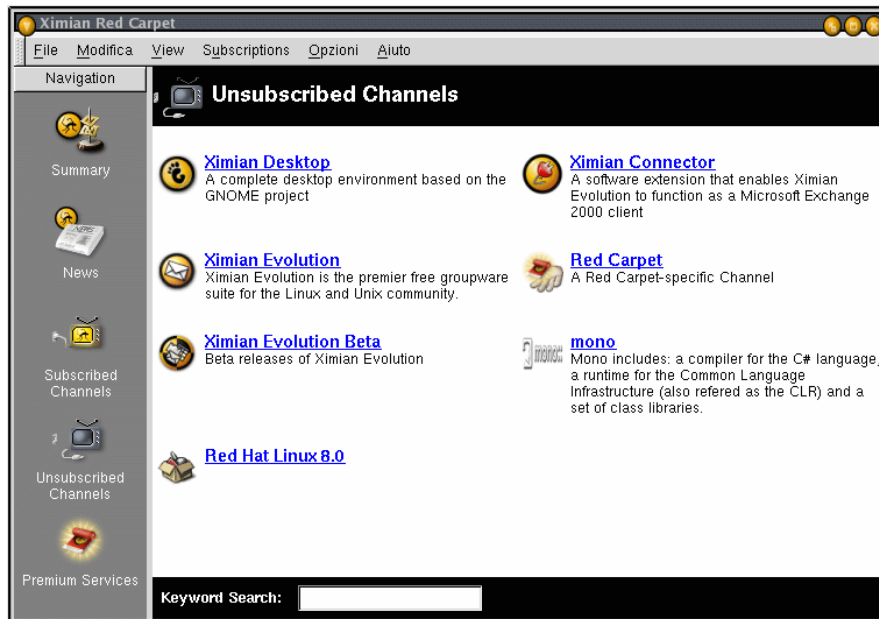 Ximian Red Carpet
File Modifica View Subscriptions Opzioni Aiuto
Navigation
Summary
News
Subscribed
Channels
Unsubscribed
Channels
Premium Services
Unsubscribed Channels
Ximian Desktop
A complete desktop environment based on the
GNOME project
Ximian Connector
A software extension that enables Ximian
Evolution to function as a Microsoft Exchange
2000 client
Ximian Evolution
Ximian Evolution is the premier free groupware
suite for the Linux and Unix community.
Red Carpet
A Red Carpet-specific Channel
Ximian Evolution Beta
Beta releases of Ximian Evolution
mono:
mono
Mono includes: a compiler for the C# language,
a runtime for the Common Language
Infrastructure (also refered as the CLR) and a
set of class libraries.
Red Hat Linux 8.0
Keyword Search: